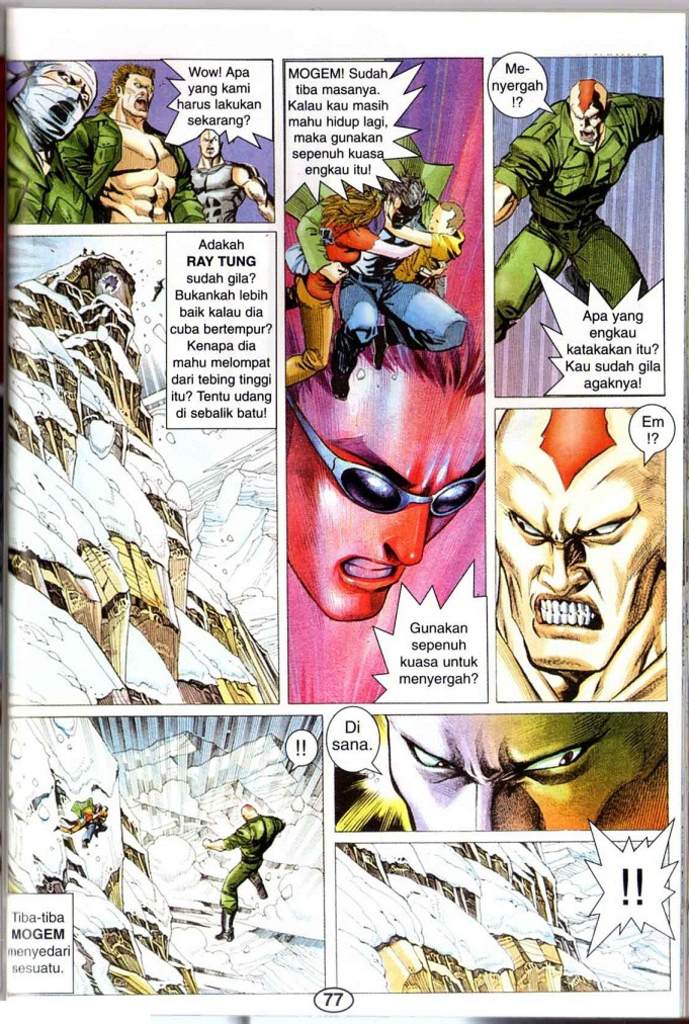 Wow! Apa
yang kami
harus lakukan
sekarang?
MOGEM! Sudah
tiba masanya.
Kalau kau masih
mahu hidup lagi,
maka gunakan
sepenuh kuasa
engkau itu!
Me-
nyergah
!?
Apa yang
engkau
katakakan itu?
Kau sudah gila
agaknya!
Adakah
RAY TUNG
sudah gila?
Bukankah lebih
baik kalau dia
cuba bertempur?
Kenapa dia
mahu melompat
dari tebing tinggi
itu? Tentu udang
di sebalik batu!
Gunakan
sepenuh
kuasa untuk
menyergah?
Em
!?
!!
Tiba-tiba
MOGEM
menyedari
sesuatu.
Di
sana.
!!
77